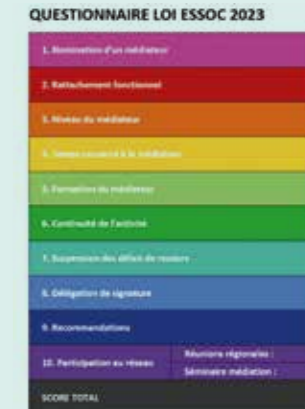 QUESTIONNAIRE LOI ESSOC 2023
1. Nomination d'un médiateur
2. Rattachement fonctionnel
3. Niveau du médiateur
4. Temps consacré à la médiation
5. Formation du médiateur
6. Continuité de l'activité
7. Suspension des délais de recours
8. Délégation de signature
9. Recommandations
10. Participation au réseau
Réunions régionales :
Séminaire médiation :
SCORE TOTAL